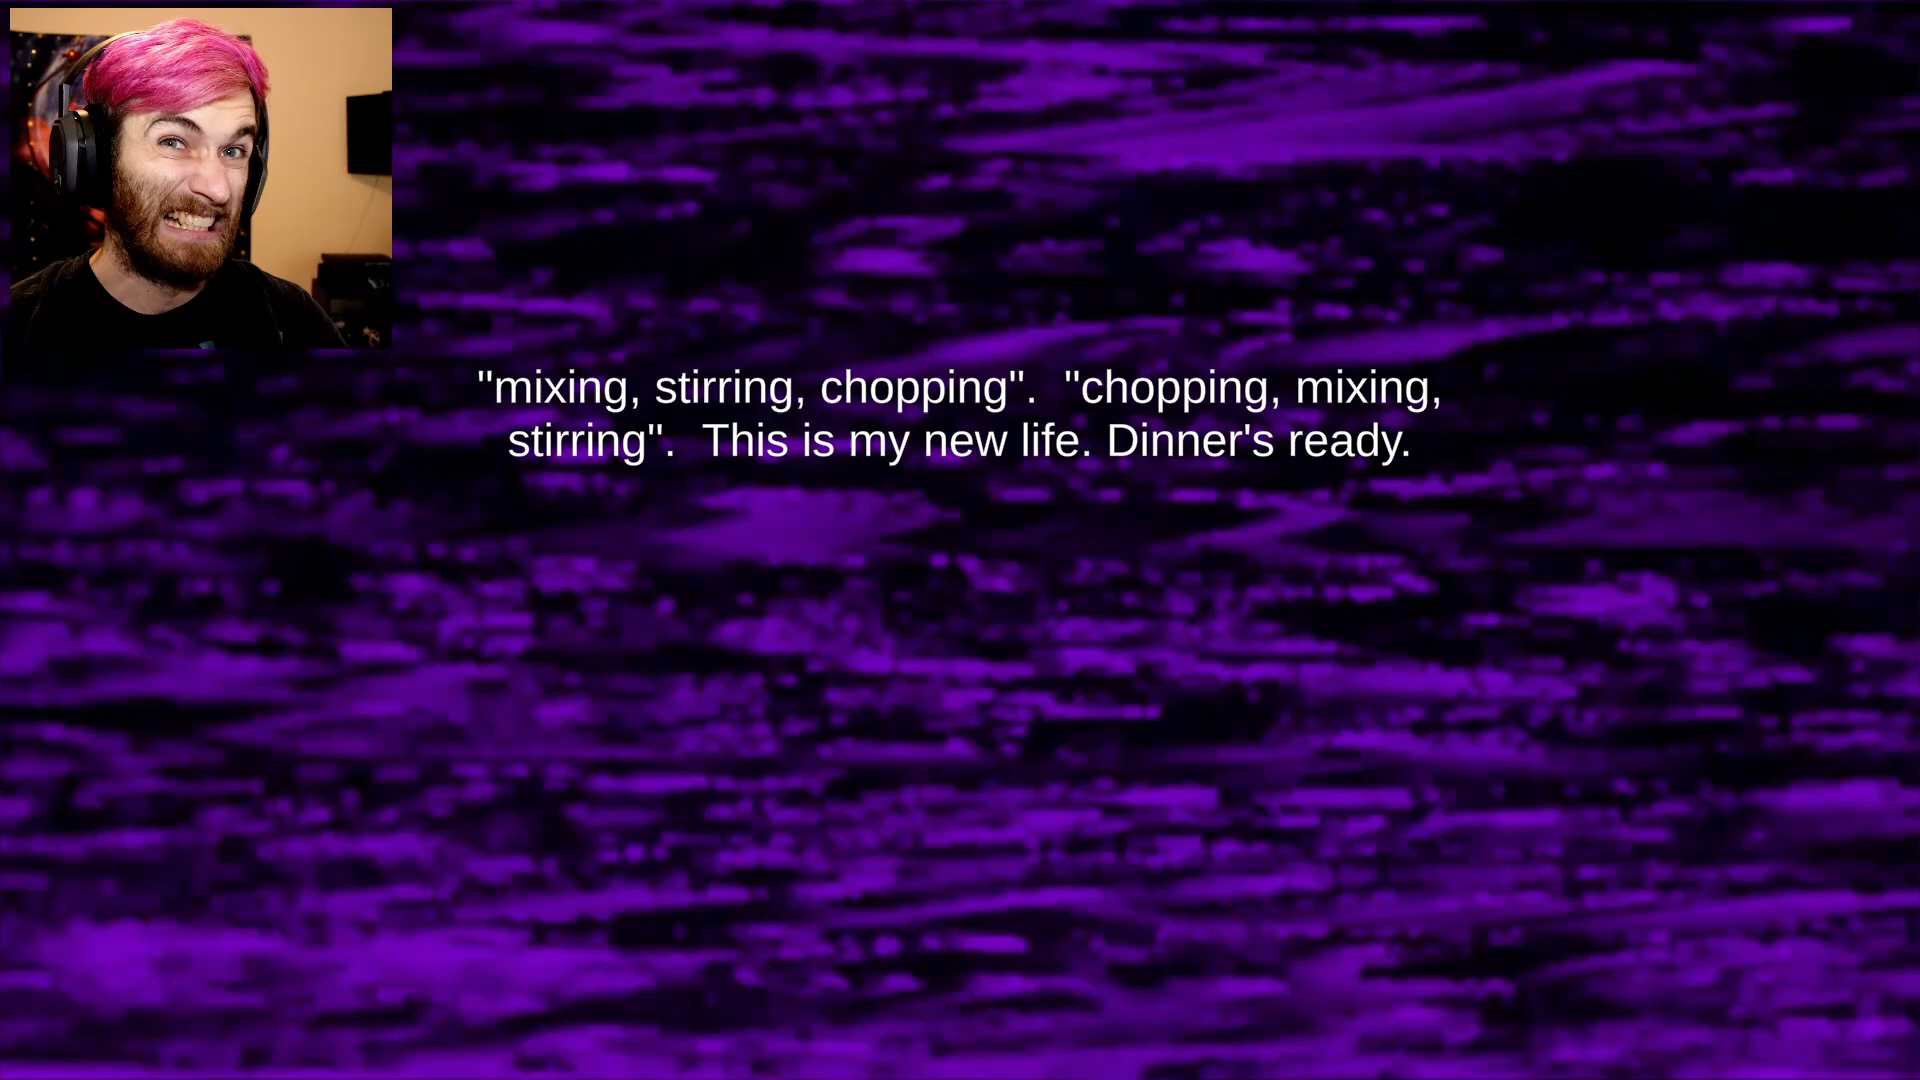 "mixing, stirring, chopping".  "chopping, mixing,
stirring".  This is my new life. Dinner's ready.